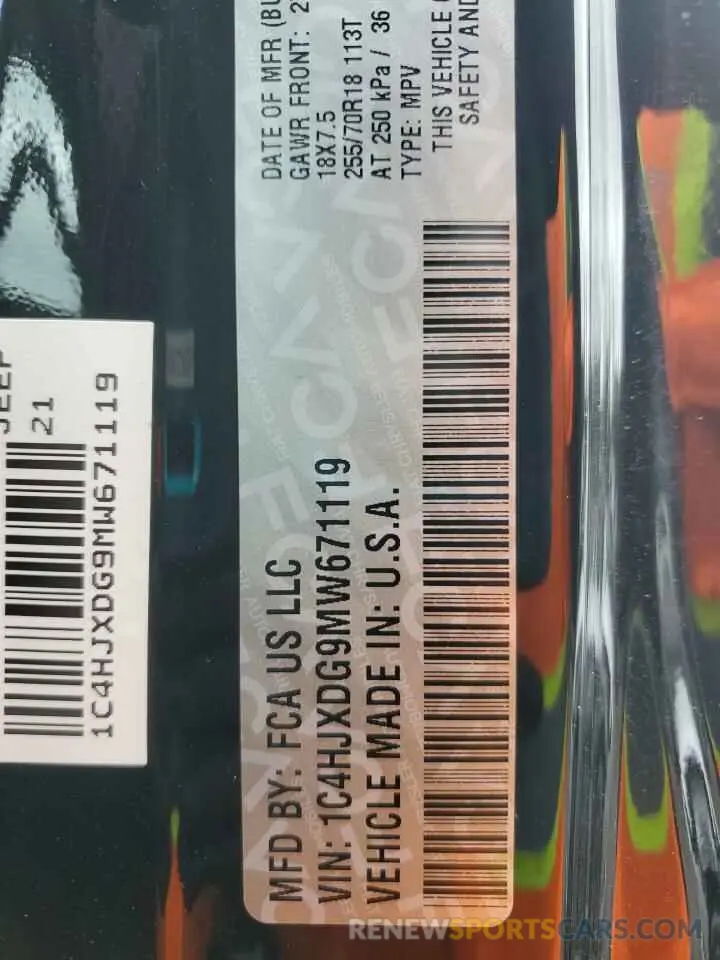 JEEP
21
1C4HJXDG9MW671119
MFD BY: FCA US LLC
VIN: 1C4HJXDG9MW671119
VEHICLE MADE IN: U.S.A.
DATE OF MFR
GAWR FRONT:
18X7.5
255/70R18 113T
AT 250 kPa / 36
TYPE: MPV
THIS VEHICLE
SAFETY AND
RENEWSPORTSCARS.COM